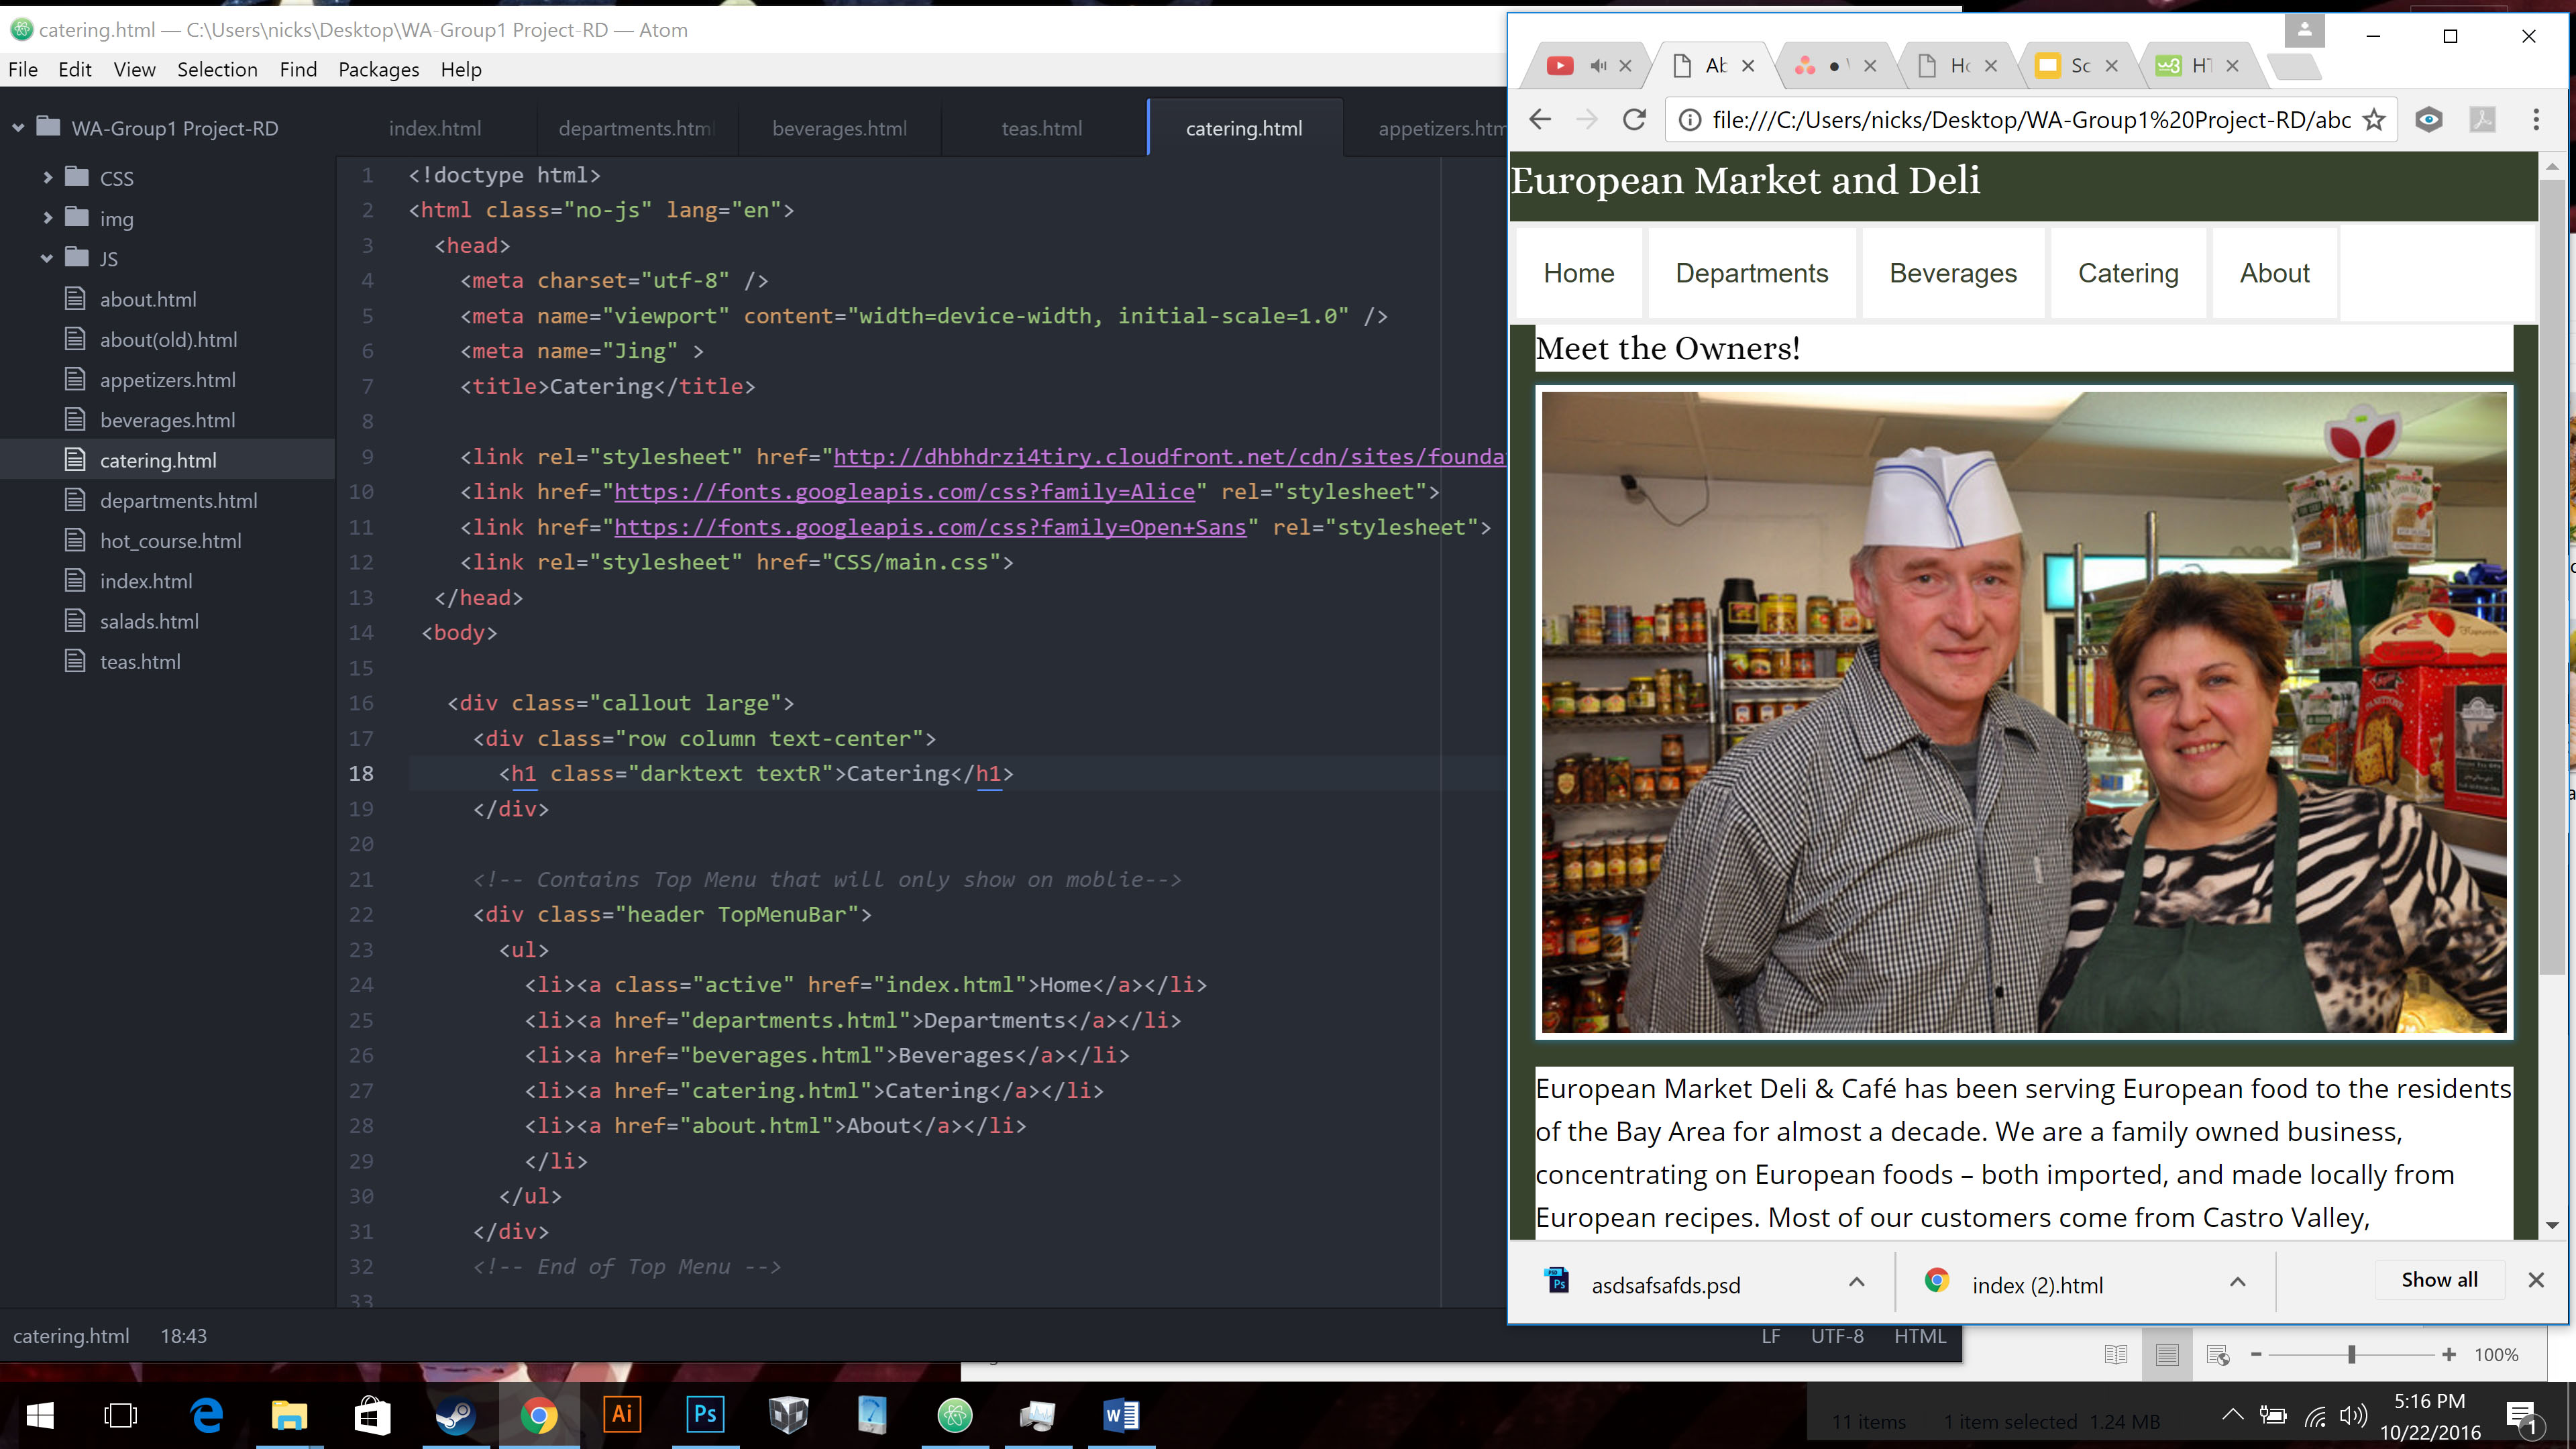 catering.html — C:\Users\nicks\Desktop\WA-Group1 Project-RD — Atom
File Edit View Selection Find Packages Help
WA-Group1 Project-RD
CSS
img
JS
about.html
about(old).html
appetizers.html
beverages.html
catering.html
departments.html
hot_course.html
index.html
salads.html
teas.html
index.html departments.html beverages.html teas.html catering.html appetizers.htm
1 <!doctype html>
2 <html class="no-js" lang="en">
3 <head>
4 <meta charset="utf-8" />
5 <meta name="viewport" content="width=device-width, initial-scale=1.0" />
6 <meta name="Jing" >
7 <title>Catering</title>
8
9 <link rel="stylesheet" href="http://dhbhdrzi4tiry.cloudfront.net/cdn/sites/founda
10 <link href="https://fonts.googleapis.com/css?family=Alice" rel="stylesheet">
11 <link href="https://fonts.googleapis.com/css?family=Open+Sans" rel="stylesheet">
12 <link rel="stylesheet" href="CSS/main.css">
13 </head>
14 <body>
15
16 <div class="callout large">
17 <div class="row column text-center">
18 <h1 class="darktext textR">Catering</h1>
19 </div>
20
21 <!-- Contains Top Menu that will only show on moblie-->
22 <div class="header TopMenuBar">
23 <ul>
24 <li><a class="active" href="index.html">Home</a></li>
25 <li><a href="departments.html">Departments</a></li>
26 <li><a href="beverages.html">Beverages</a></li>
27 <li><a href="catering.html">Catering</a></li>
28 <li><a href="about.html">About</a></li>
29 </li>
30 </ul>
31 </div>
32 <!-- End of Top Menu -->
33
catering.html 18:43
LF UTF-8 HTML
Ab Ho Sc HT
file:///C:/Users/nicks/Desktop/WA-Group1%20Project-RD/abc
European Market and Deli
Home Departments Beverages Catering About
Meet the Owners!
European Market Deli & Café has been serving European food to the residents
of the Bay Area for almost a decade. We are a family owned business,
concentrating on European foods – both imported, and made locally from
European recipes. Most of our customers come from Castro Valley,
asdsafsafds.psd index (2).html Show all
100%
Ai Ps
11 items 1 item selected 1.24 MB
5:16 PM
10/22/2016
1